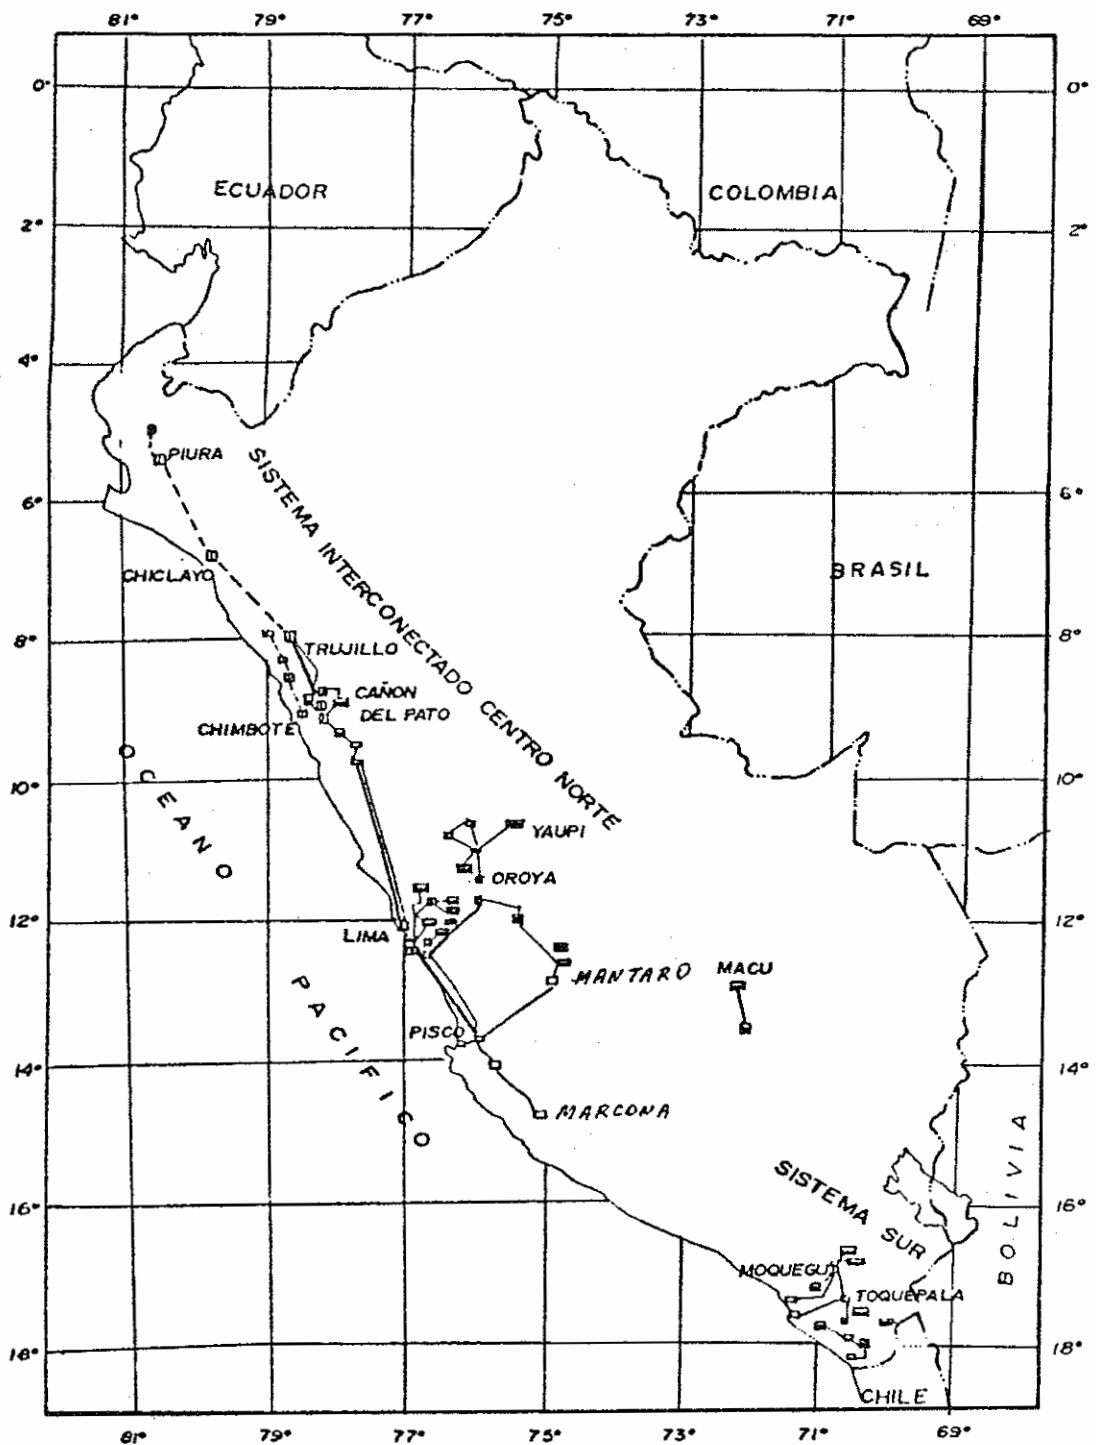 81° 79° 77° 75° 73° 71° 69°
0° 0°
ECUADOR COLOMBIA
2° 2°
4°
PIURA
SISTEMA INTERCONECTADO CENTRO NORTE
6° 6°
CHICLAYO BRASIL
8° 8°
TRUJILLO
CAÑON
DEL PATO
CHIMBOTE
OCEANO
10° 10°
YAUPI
OROYA
12° 12°
LIMA
MANTARO MACU
PACIFICO
PISCO
14° 14°
MARCONA
BOLIVIA
SISTEMA SUR
16° 16°
MOQUEGU
TOQUEPALA
18° 18°
CHILE
81° 79° 77° 75° 73° 71° 69°